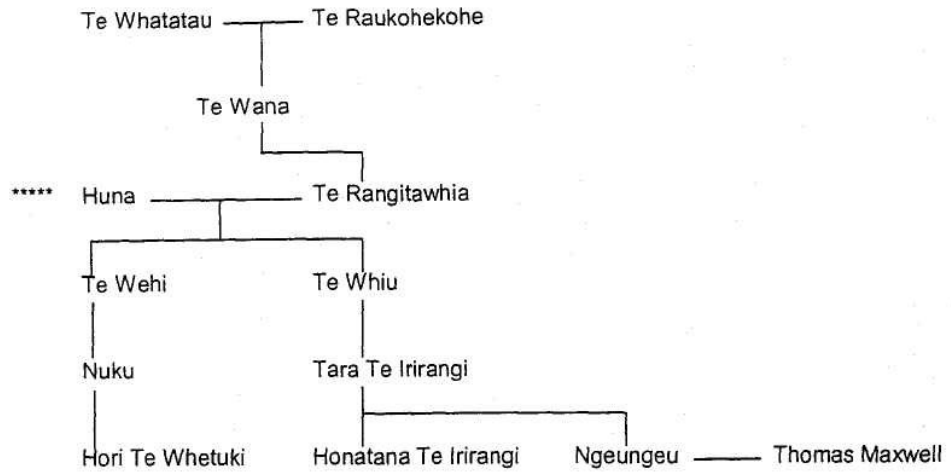 Te Whatatau Te Raukohekohe
Te Wana
***** Huna Te Rangitawhia
Te Wehi Te Whiu
Nuku Tara Te Irirangi
Hori Te Whetuki Honatana Te Irirangi Ngeungeu Thomas Maxwell